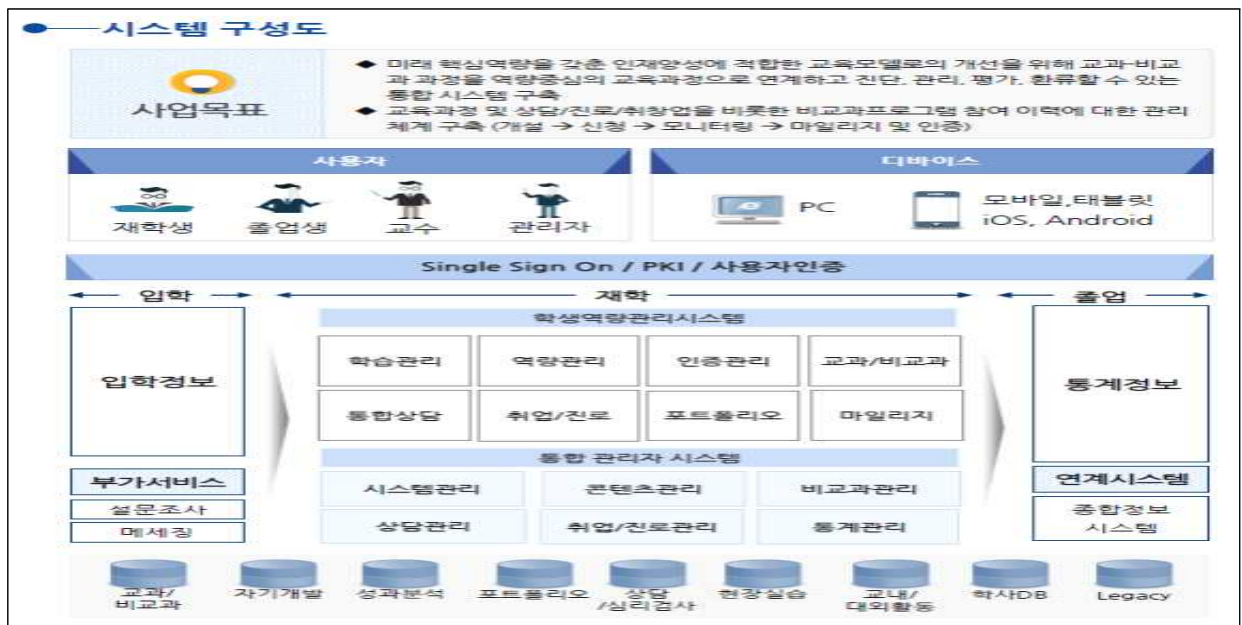 시스템 구성도
사업목표
◆ 미래 핵심역량을 갖춘 인재양성에 적합한 교육모델로의 개선을 위해 교과-비교
과 과정을 역량중심의 교육과정으로 연계하고 진단, 관리, 평가, 환류할 수 있는
통합 시스템 구축
◆ 교육과정 및 상담/진로/취창업을 비롯한 비교과프로그램 참여 이력에 대한 관리
체계 구축 (개설 → 신청 → 모니터링 → 마일리지 및 인증)
사용자
재학생 졸업생 교수 관리자
디바이스
PC
모바일,태블릿
iOS, Android
Single Sign On / PKI / 사용자인증
입학 재학 졸업
입학정보
부가서비스
설문조사
메세징
학생역량관리시스템
학습관리 역량관리 인증관리 교과/비교과
통합상담 취업/진로 포트폴리오 마일리지
통합 관리자 시스템
시스템관리 콘텐츠관리 비교과관리
상담관리 취업/진로관리 통계관리
통계정보
연계시스템
종합정보
시스템
교과/
비교과
자기개발
성과분석
포트폴리오
상담
/심리검사
현장실습
교내/
대외활동
학사DB
Legacy